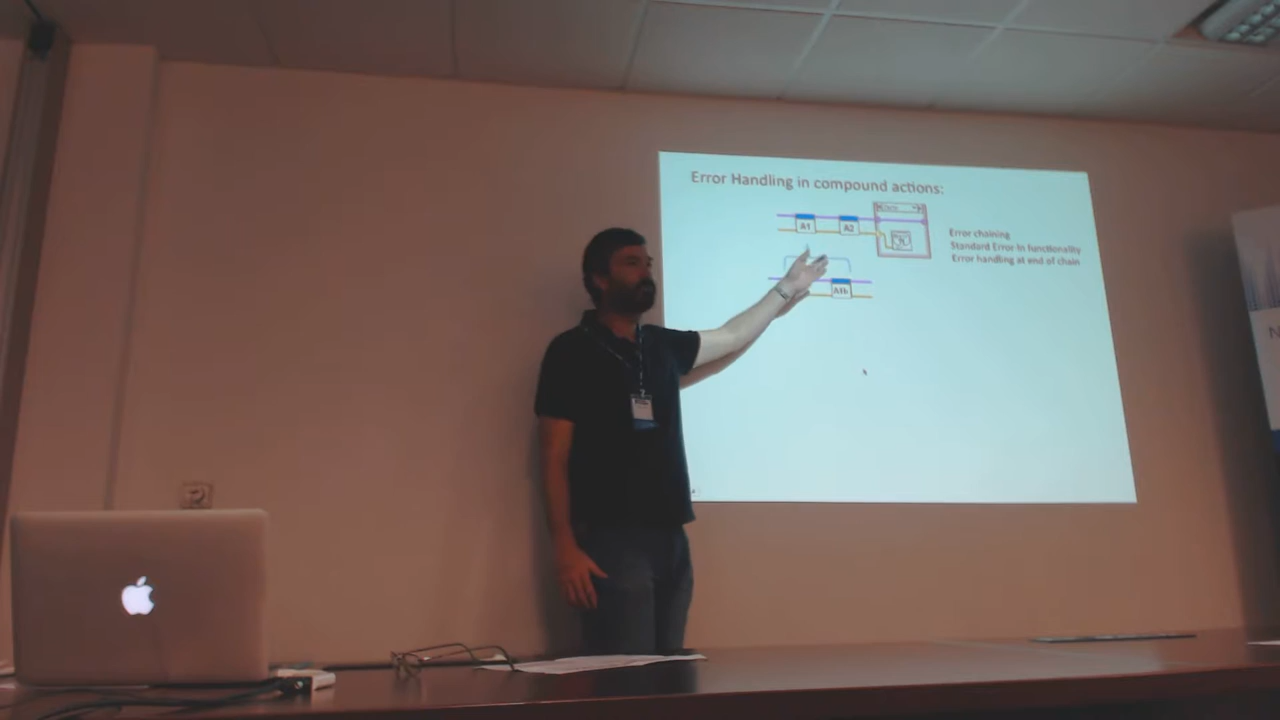 Error Handling in compound actions:
A1
A2
Error chaining
Standard Error In functionality
Error handling at end of chain